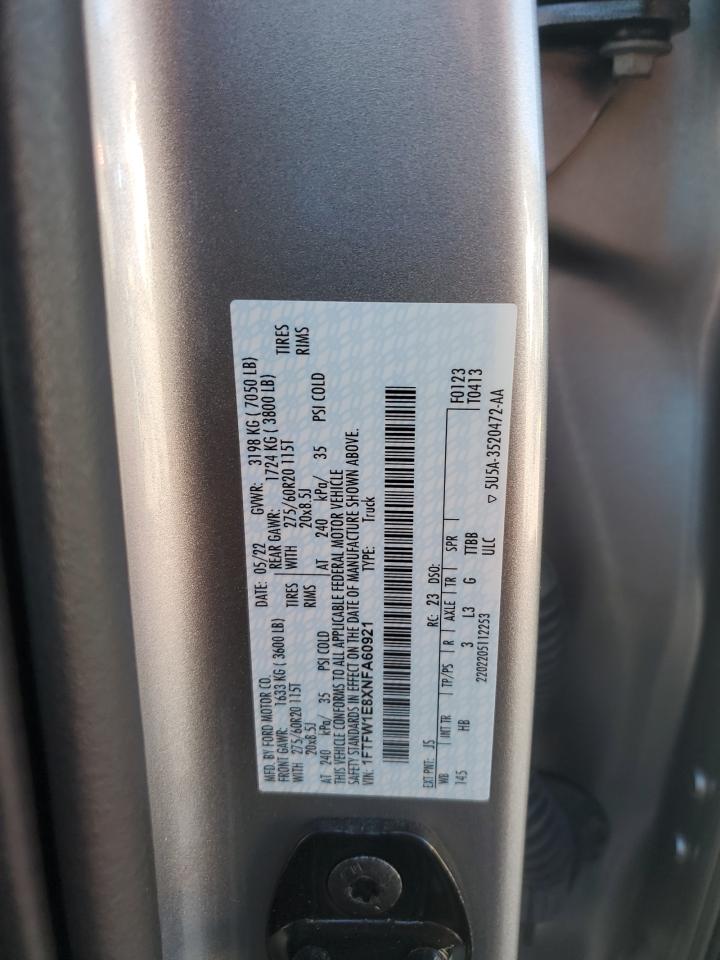 MFD. BY FORD MOTOR CO. DATE: 05/22 GVWR: 3198 KG ( 7050 LB)
FRONT GAWR: 1633 KG ( 3600 LB) REAR GAWR: 1724 KG ( 3800 LB)
WITH 275/60R20 115T TIRES WITH 275/60R20 115T TIRES
20x8.5J RIMS 20x8.5J RIMS
AT 240 kPa/ 35 PSI COLD AT 240 kPa/ 35 PSI COLD
THIS VEHICLE CONFORMS TO ALL APPLICABLE FEDERAL MOTOR VEHICLE
SAFETY STANDARDS IN EFFECT ON THE DATE OF MANUFACTURE SHOWN ABOVE.
VIN: 1FTFW1E8XNFA60921 TYPE: Truck
EXT PNT: JS RC: 23 DSO: F0123
WB INT TR TP/PS R AXLE TR SPR T0413
145 HB 3 L3 G TTBB
2202205112253 ULC ▽ 5U5A-3520472-AA